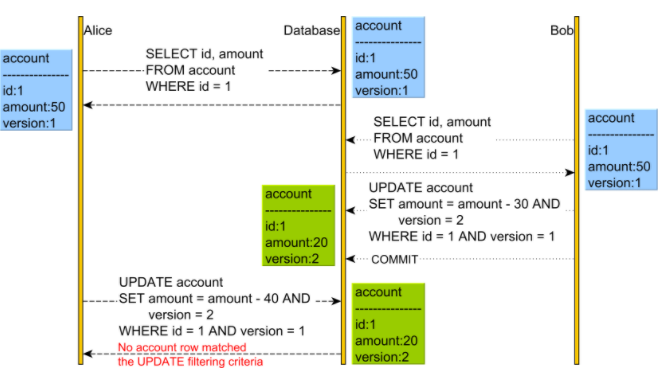 Alice
Database
Bob
account
---------------
id:1
amount:50
version:1
SELECT id, amount
FROM account
WHERE id = 1
account
---------------
id:1
amount:50
version:1
SELECT id, amount
FROM account
WHERE id = 1
account
---------------
id:1
amount:50
version:1
UPDATE account
SET amount = amount - 30 AND
version = 2
WHERE id = 1 AND version = 1
COMMIT
account
---------------
id:1
amount:20
version:2
UPDATE account
SET amount = amount - 40 AND
version = 2
WHERE id = 1 AND version = 1
No account row matched
the UPDATE filtering criteria
account
---------------
id:1
amount:20
version:2